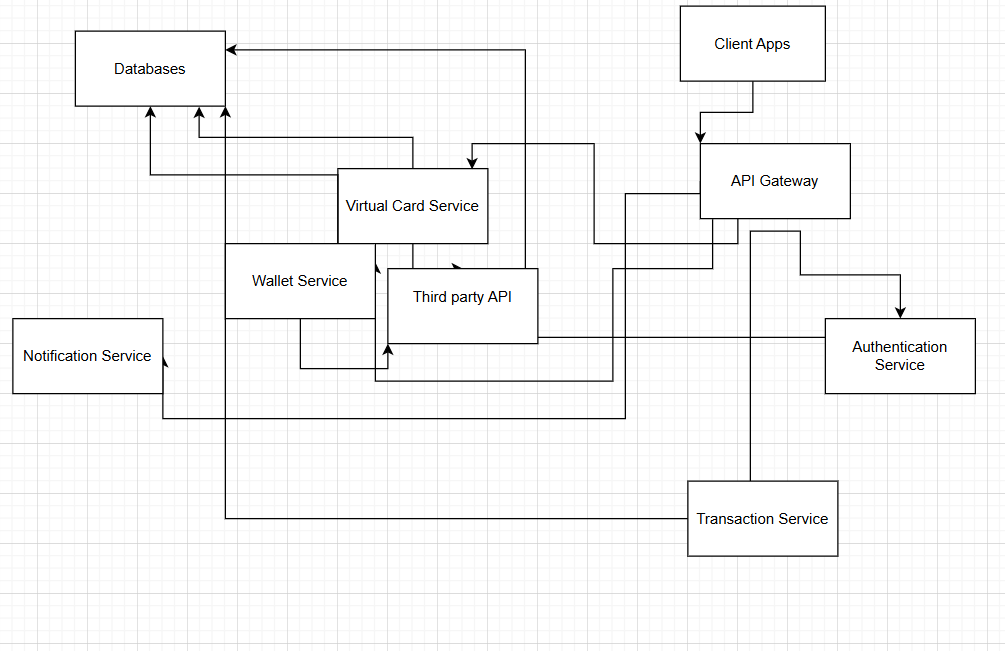 Client Apps
Databases
API Gateway
Virtual Card Service
Wallet Service
Third party API
Notification Service
Authentication
Service
Transaction Service